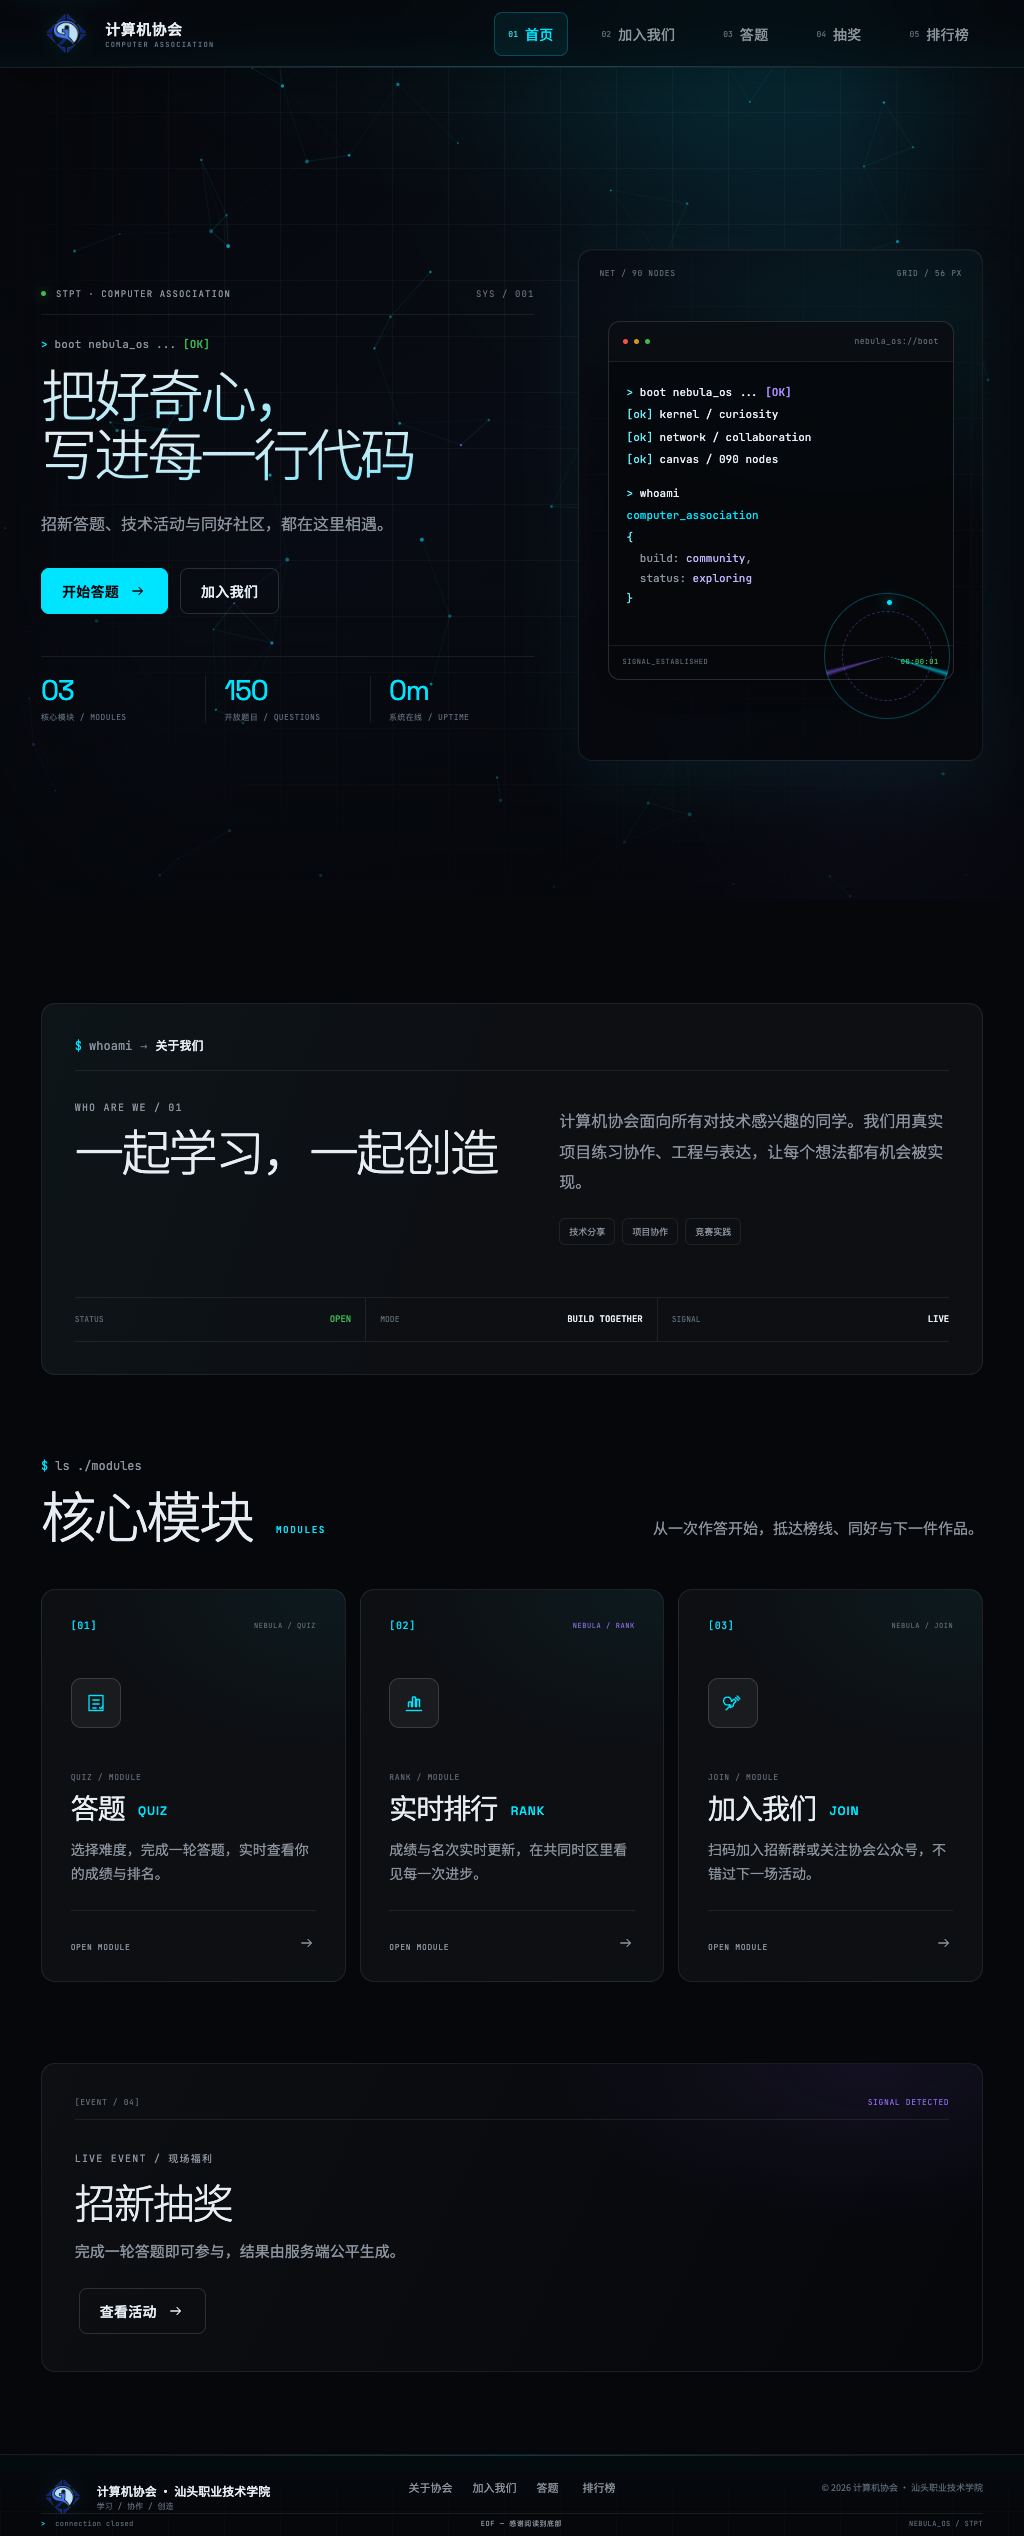 计算机协会
COMPUTER ASSOCIATION
01 首页
02 加入我们
03 答题
04 抽奖
05 排行榜
STPT · COMPUTER ASSOCIATION
SYS / 001
> boot nebula_os ... [OK]
把好奇心，
写进每一行代码
招新答题、技术活动与同好社区，都在这里相遇。
开始答题 →
加入我们
03
核心模块 / MODULES
150
开放题目 / QUESTIONS
0m
系统在线 / UPTIME
NET / 90 NODES
GRID / 56 PX
nebula_os://boot
> boot nebula_os ... [OK]
[ok] kernel / curiosity
[ok] network / collaboration
[ok] canvas / 090 nodes
> whoami
computer_association
{
build: community,
status: exploring
}
SIGNAL_ESTABLISHED
00:00:01
$ whoami → 关于我们
WHO ARE WE / 01
一起学习，一起创造
计算机协会面向所有对技术感兴趣的同学。我们用真实
项目练习协作、工程与表达，让每个想法都有机会被实
现。
技术分享
项目协作
竞赛实践
STATUS
OPEN
MODE
BUILD TOGETHER
SIGNAL
LIVE
$ ls ./modules
核心模块 MODULES
从一次作答开始，抵达榜线、同好与下一件作品。
[01]
NEBULA / QUIZ
QUIZ / MODULE
答题 QUIZ
选择难度，完成一轮答题，实时查看你
的成绩与排名。
OPEN MODULE →
[02]
NEBULA / RANK
RANK / MODULE
实时排行 RANK
成绩与名次实时更新，在共同时区里看
见每一次进步。
OPEN MODULE →
[03]
NEBULA / JOIN
JOIN / MODULE
加入我们 JOIN
扫码加入招新群或关注协会公众号，不
错过下一场活动。
OPEN MODULE →
[EVENT / 04]
SIGNAL DETECTED
LIVE EVENT / 现场福利
招新抽奖
完成一轮答题即可参与，结果由服务端公平生成。
查看活动 →
计算机协会 · 汕头职业技术学院
学习 / 协作 / 创造
关于协会
加入我们
答题
排行榜
© 2026 计算机协会 · 汕头职业技术学院
> connection closed
EOF — 感谢阅读到底部
NEBULA_OS / STPT